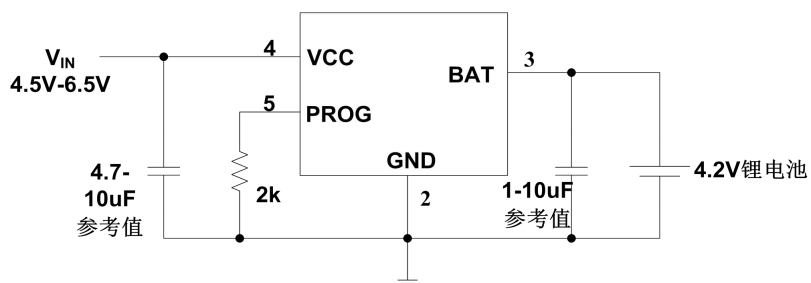 V_IN
4.5V-6.5V
4
VCC
5
PROG
BAT
3
GND
2
4.7-
10uF
参考值
2k
1-10uF
参考值
4.2V锂电池